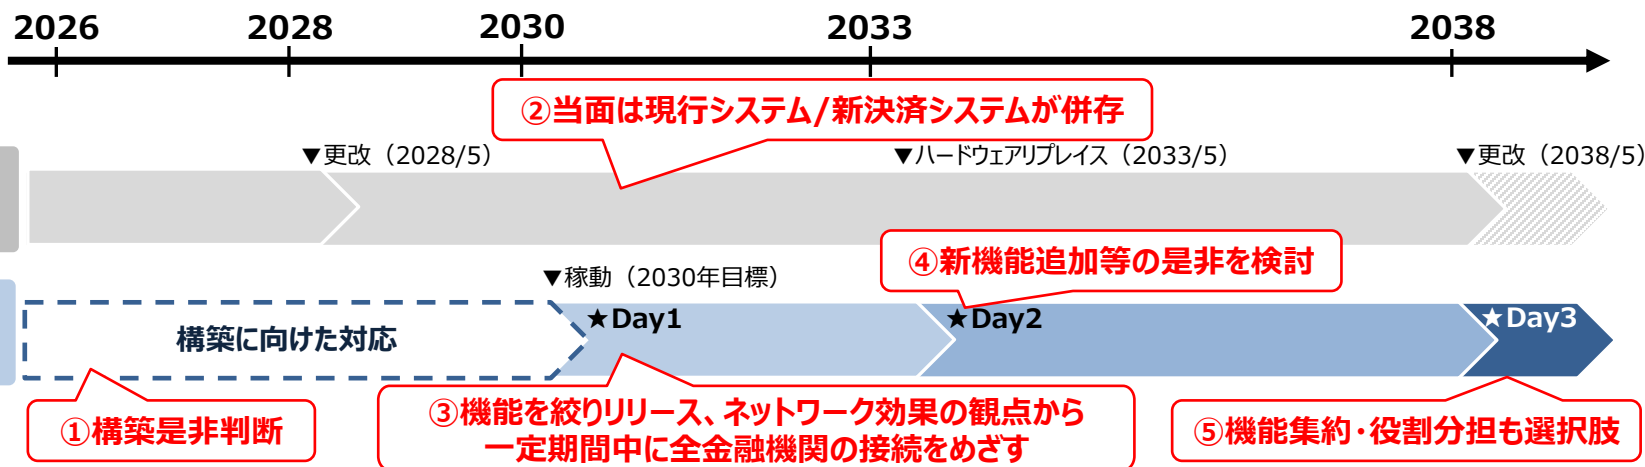 2026 2028 2030 2033 2038
②当面は現行システム/新決済システムが併存
▼更改（2028/5） ▼ハードウェアリプレイス（2033/5） ▼更改（2038/5）
④新機能追加等の是非を検討
▼稼動（2030年目標）
構築に向けた対応 ★Day1 ★Day2 ★Day3
①構築是非判断
③機能を絞りリリース、ネットワーク効果の観点から
一定期間中に全金融機関の接続をめざす
⑤機能集約・役割分担も選択肢